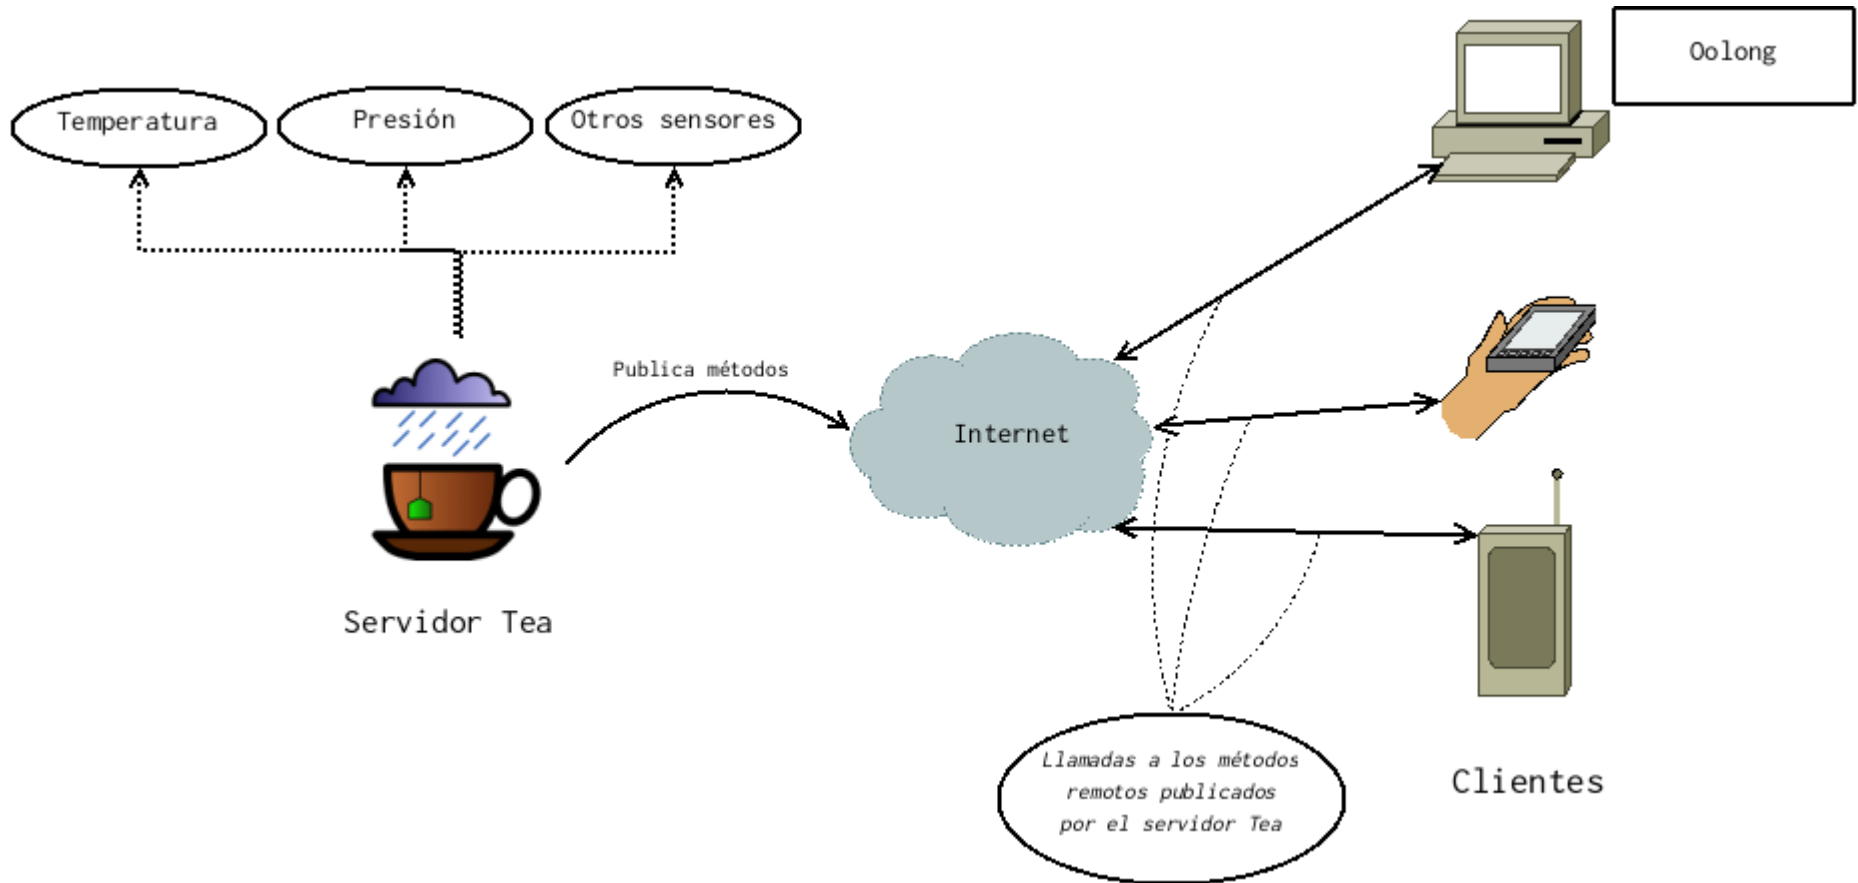 Oolong
Temperatura
Presión
Otros sensores
Publica métodos
Internet
Servidor Tea
Llamadas a los métodos
remotos publicados
por el servidor Tea
Clientes